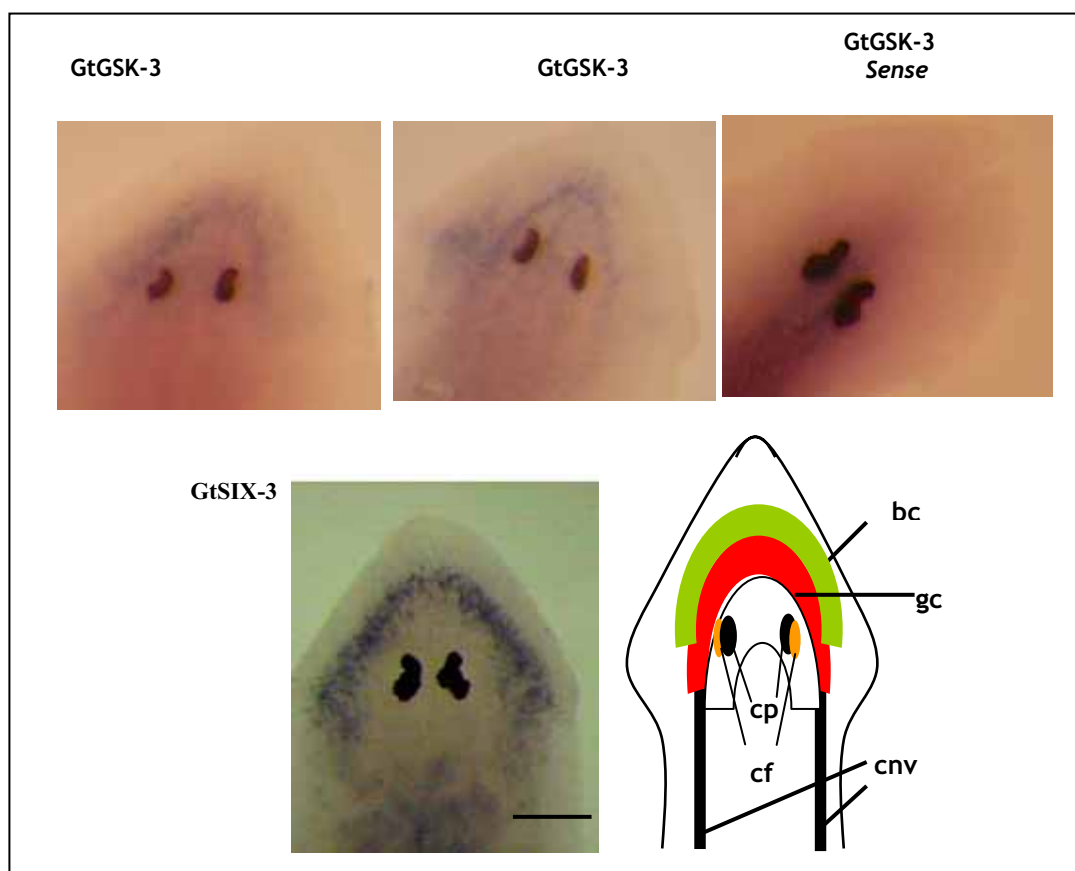 GtGSK-3
GtGSK-3
GtGSK-3
Sense
GtSIX-3
bc
gc
cp
cf
cnv